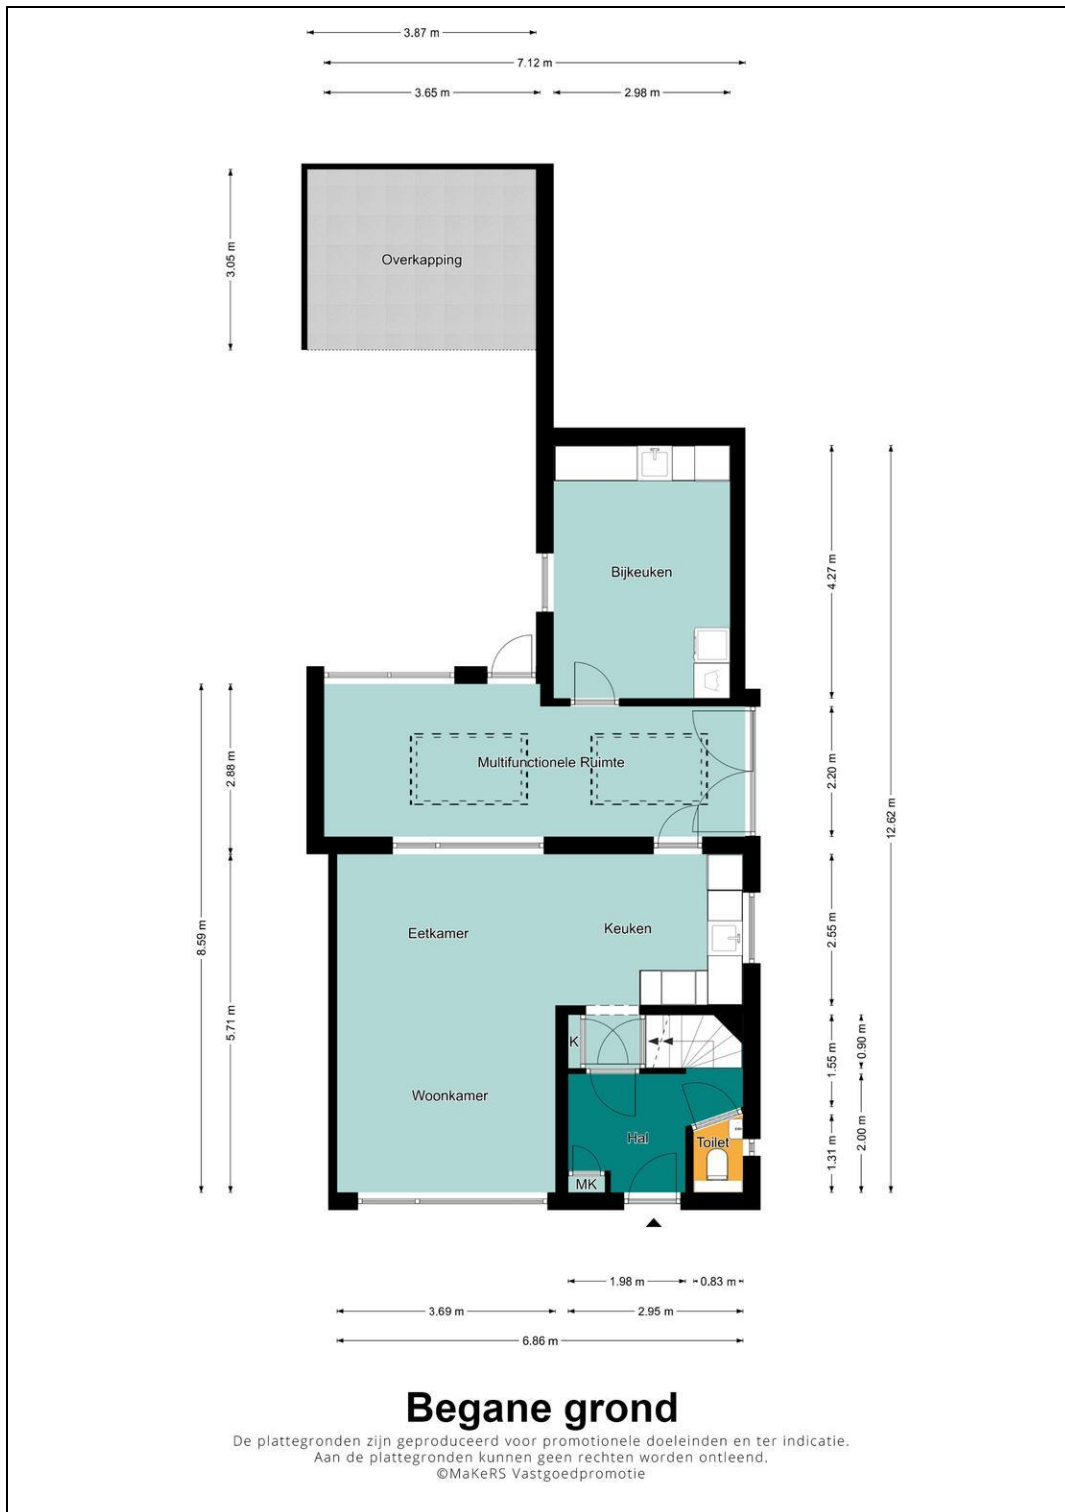 3.87 m
7.12 m
3.65 m
2.98 m
3.05 m
Overkapping
4.27 m
Bijkeuken
2.88 m
Multifunctionele Ruimte
2.20 m
12.62 m
8.59 m
5.71 m
Eetkamer
Keuken
2.55 m
K
1.55 m
0.90 m
Woonkamer
Hal
Toilet
1.31 m
2.00 m
MK
1.98 m
0.83 m
3.69 m
2.95 m
6.86 m
Begane grond
De plattegronden zijn geproduceerd voor promotionele doeleinden en ter indicatie.
Aan de plattegronden kunnen geen rechten worden ontleend.
©MaKeRS Vastgoedpromotie